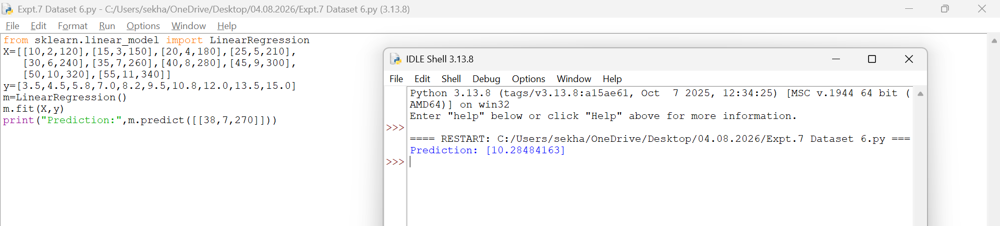 Expt.7 Dataset 6.py - C:/Users/sekha/OneDrive/Desktop/04.08.2026/Expt.7 Dataset 6.py (3.13.8)
File Edit Format Run Options Window Help
from sklearn.linear_model import LinearRegression
X=[[10,2,120],[15,3,150],[20,4,180],[25,5,210],
[30,6,240],[35,7,260],[40,8,280],[45,9,300],
[50,10,320],[55,11,340]]
y=[3.5,4.5,5.8,7.0,8.2,9.5,10.8,12.0,13.5,15.0]
m=LinearRegression()
m.fit(X,y)
print("Prediction:",m.predict([[38,7,270]]))
IDLE Shell 3.13.8
File Edit Shell Debug Options Window Help
Python 3.13.8 (tags/v3.13.8:a15ae61, Oct  7 2025, 12:34:25) [MSC v.1944 64 bit (
AMD64)] on win32
Enter "help" below or click "Help" above for more information.
>>>
==== RESTART: C:/Users/sekha/OneDrive/Desktop/04.08.2026/Expt.7 Dataset 6.py ===
Prediction: [10.28484163]
>>>